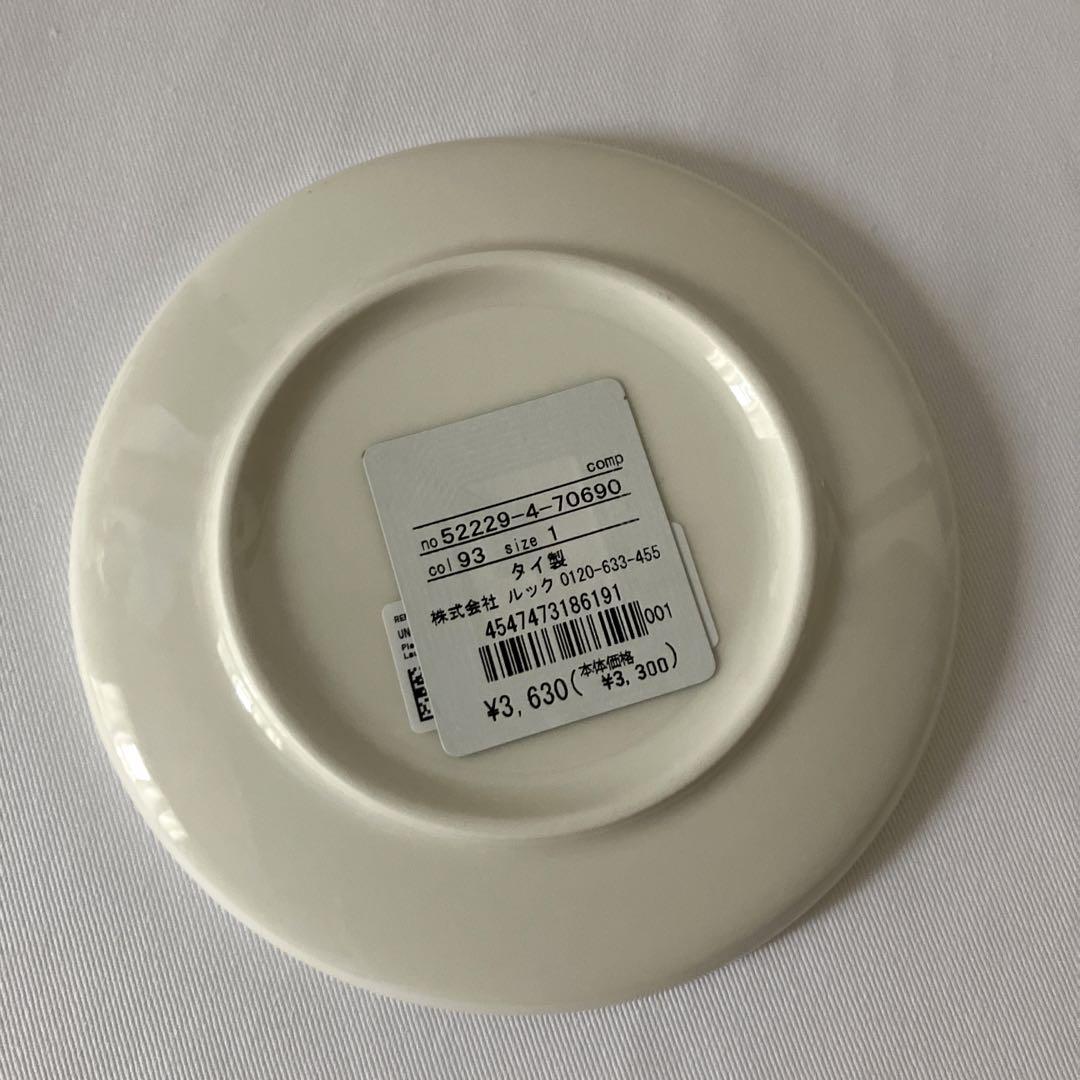 comp
no 52229-4-70690
col 93 size 1
タイ製
株式会社 ルック 0120-633-455
4547473186191
001
¥3,630(本体価格 ¥3,300)
UN